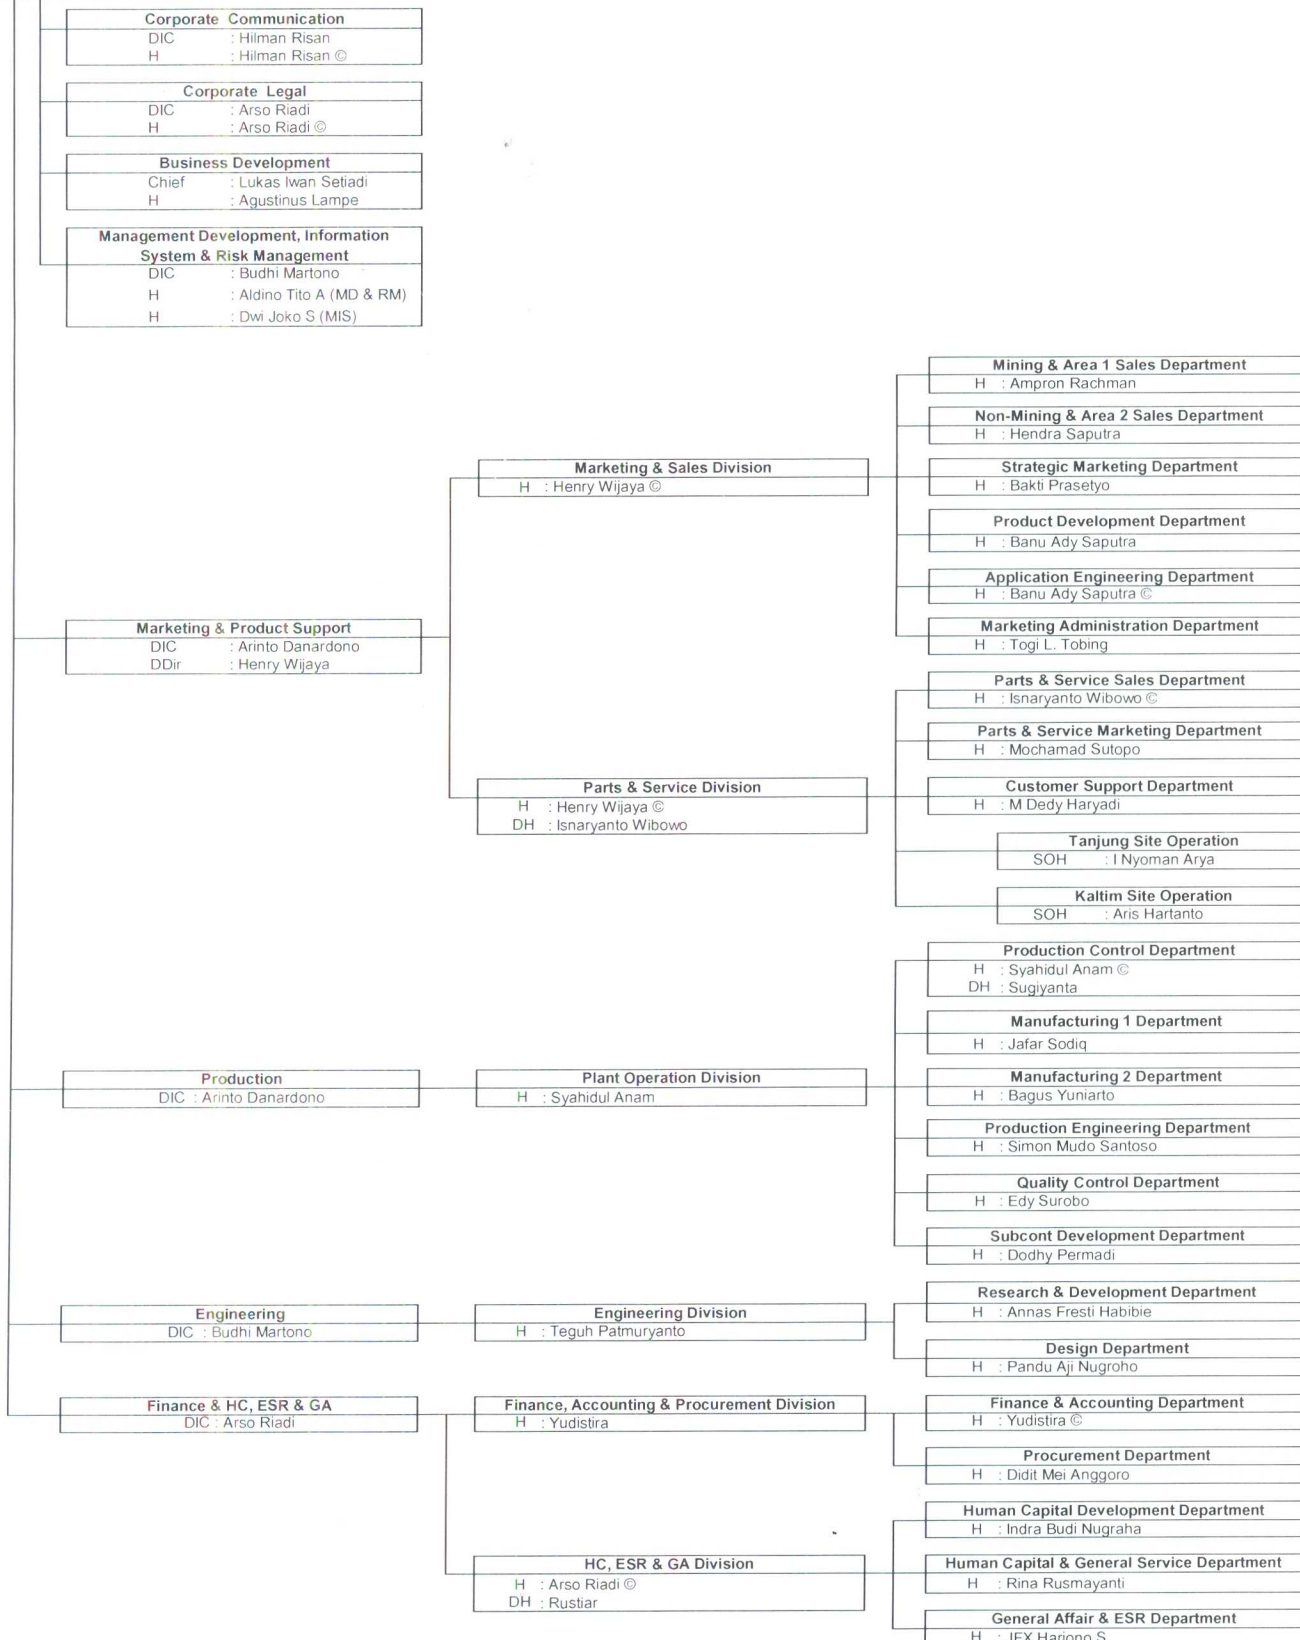 Corporate Communication
DIC : Hilman Risan
H : Hilman Risan ©
Corporate Legal
DIC : Arso Riadi
H : Arso Riadi ©
Business Development
Chief : Lukas Iwan Setiadi
H : Agustinus Lampe
Management Development, Information
System & Risk Management
DIC : Budhi Martono
H : Aldino Tito A (MD & RM)
H : Dwi Joko S (MIS)
Marketing & Product Support
DIC : Arinto Danardono
DDir : Henry Wijaya
Marketing & Sales Division
H : Henry Wijaya ©
Mining & Area 1 Sales Department
H : Ampron Rachman
Non-Mining & Area 2 Sales Department
H : Hendra Saputra
Strategic Marketing Department
H : Bakti Prasetyo
Product Development Department
H : Banu Ady Saputra
Application Engineering Department
H : Banu Ady Saputra ©
Marketing Administration Department
H : Togi L. Tobing
Parts & Service Division
H : Henry Wijaya ©
DH : Isnaryanto Wibowo
Parts & Service Sales Department
H : Isnaryanto Wibowo ©
Parts & Service Marketing Department
H : Mochamad Sutopo
Customer Support Department
H : M Dedy Haryadi
Tanjung Site Operation
SOH : I Nyoman Arya
Kaltim Site Operation
SOH : Aris Hartanto
Production
DIC : Arinto Danardono
Plant Operation Division
H : Syahidul Anam
Production Control Department
H : Syahidul Anam ©
DH : Sugiyanta
Manufacturing 1 Department
H : Jafar Sodiq
Manufacturing 2 Department
H : Bagus Yuniarto
Production Engineering Department
H : Simon Mudo Santoso
Quality Control Department
H : Edy Surobo
Subcont Development Department
H : Dodhy Permadi
Engineering
DIC : Budhi Martono
Engineering Division
H : Teguh Patmuryanto
Research & Development Department
H : Annas Fresti Habibie
Design Department
H : Pandu Aji Nugroho
Finance & HC, ESR & GA
DIC : Arso Riadi
Finance, Accounting & Procurement Division
H : Yudistira
Finance & Accounting Department
H : Yudistira ©
Procurement Department
H : Didit Mei Anggoro
HC, ESR & GA Division
H : Arso Riadi ©
DH : Rustiar
Human Capital Development Department
H : Indra Budi Nugraha
Human Capital & General Service Department
H : Rina Rusmayanti
General Affair & ESR Department
H : JFX Hariono S